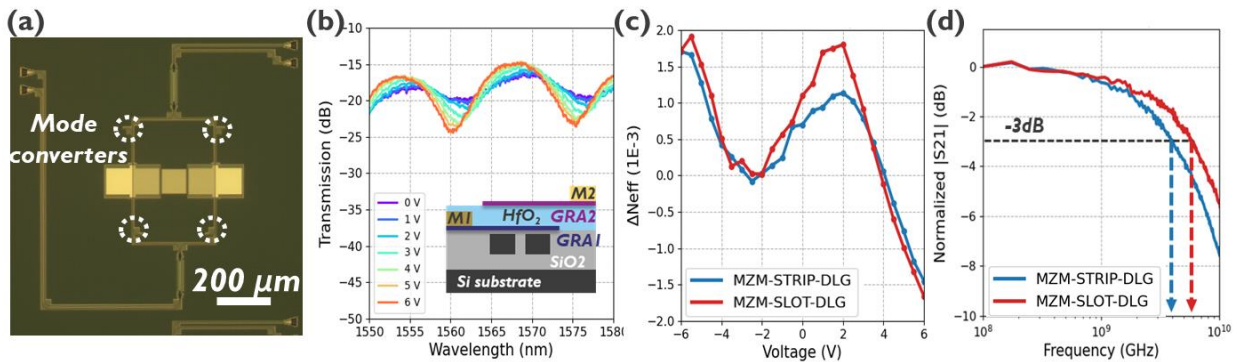 (a)
Mode
converters
200 µm
(b)
Transmission (dB)
-10
-15
-20
-25
-30
-35
-40
-45
-50
0 V
1 V
2 V
3 V
4 V
5 V
6 V
M2
M1
HfO2
GRA2
GRA1
SiO2
Si substrate
1550 1555 1560 1565 1570 1575 1580
Wavelength (nm)
(c)
ΔNeff (1E-3)
2.0
1.5
1.0
0.5
0.0
-0.5
-1.0
-1.5
-2.0
MZM-STRIP-DLG
MZM-SLOT-DLG
-6 -4 -2 0 2 4 6
Voltage (V)
(d)
Normalized |S21| (dB)
2
0
-2
-4
-6
-8
-10
-3dB
MZM-STRIP-DLG
MZM-SLOT-DLG
10^8 10^9 10^10
Frequency (GHz)